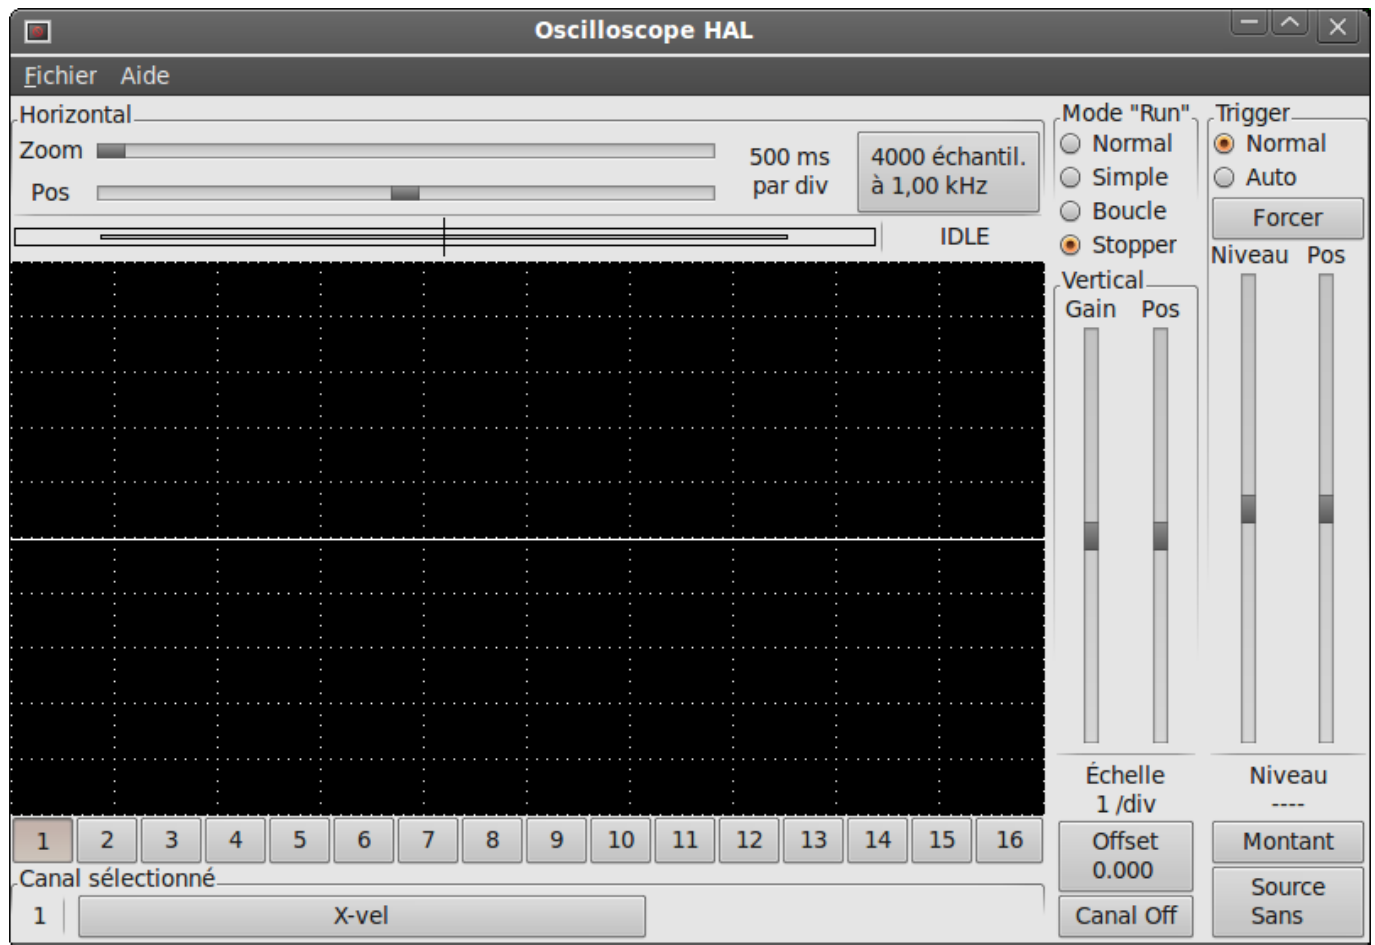 Oscilloscope HAL
Fichier Aide
Horizontal
Zoom
Pos
500 ms
par div
4000 échantil.
à 1,00 kHz
IDLE
Mode "Run"
Normal
Simple
Boucle
Stopper
Trigger
Normal
Auto
Forcer
Niveau Pos
Vertical
Gain Pos
Échelle
1 /div
Offset
0.000
Canal Off
Niveau
----
Montant
Source
Sans
1 2 3 4 5 6 7 8 9 10 11 12 13 14 15 16
Canal sélectionné
1 X-vel